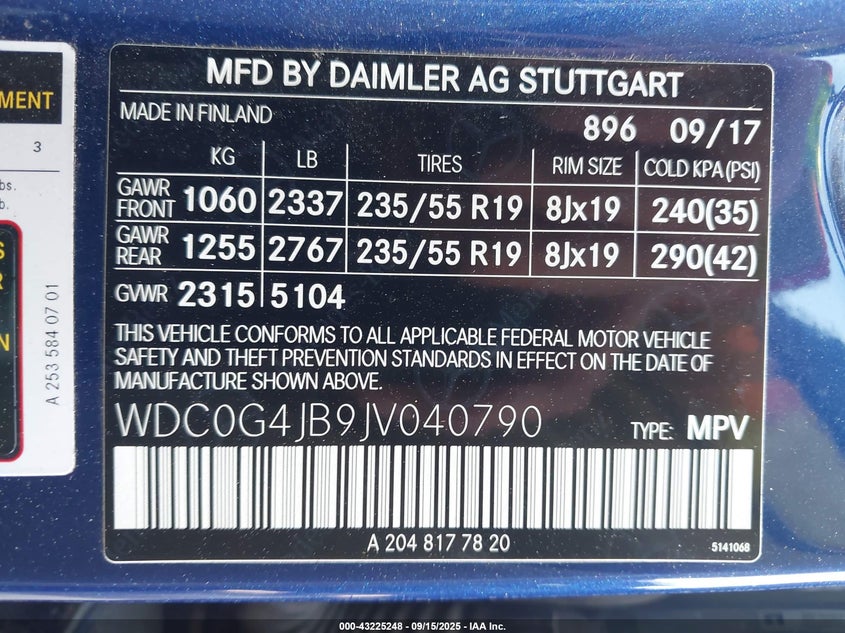 MENT
3
bs.
b.
S
R
N
A 253 584 07 01
MFD BY DAIMLER AG STUTTGART
MADE IN FINLAND
896 09/17
KG LB TIRES RIM SIZE COLD KPA(PSI)
GAWR FRONT 1060 2337 235/55 R19 8Jx19 240(35)
GAWR REAR 1255 2767 235/55 R19 8Jx19 290(42)
GVWR 2315 5104
THIS VEHICLE CONFORMS TO ALL APPLICABLE FEDERAL MOTOR VEHICLE
SAFETY AND THEFT PREVENTION STANDARDS IN EFFECT ON THE DATE OF
MANUFACTURE SHOWN ABOVE.
WDC0G4JB9JV040790 TYPE: MPV
A 204 817 78 20
5141068
000-43225248 - 09/15/2025 - IAA Inc.